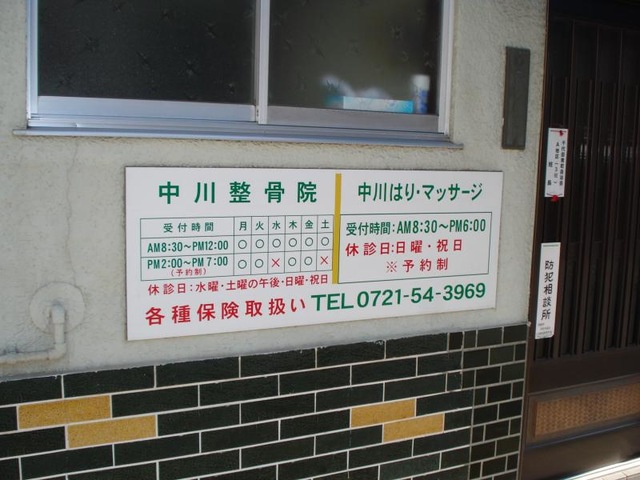 中川整骨院
受付時間 月 火 水 木 金 土
AM8:30～PM12:00 ○ ○ ○ ○ ○ ○
PM2:00～PM7:00 ○ ○ × ○ ○ ×
(予約制)
休診日:水曜・土曜の午後・日曜・祝日
中川はり・マッサージ
受付時間:AM8:30～PM6:00
休診日:日曜・祝日
※予約制
各種保険取扱い TEL 0721-54-3969
防犯相談所